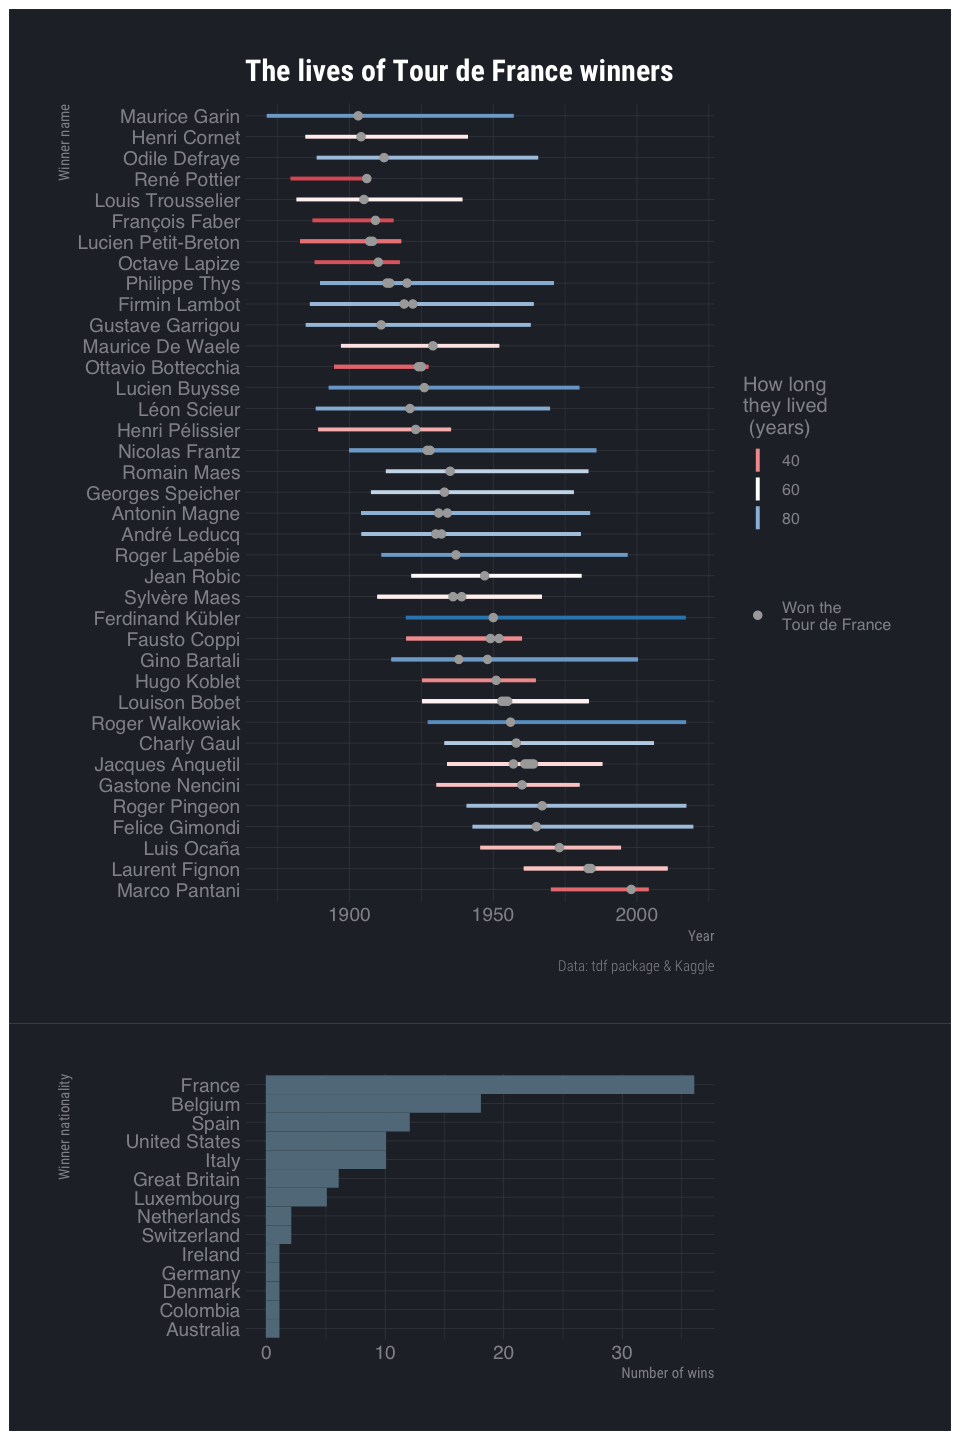 The lives of Tour de France winners
Winner name
Maurice Garin
Henri Cornet
Odile Defraye
René Pottier
Louis Trousselier
François Faber
Lucien Petit-Breton
Octave Lapize
Philippe Thys
Firmin Lambot
Gustave Garrigou
Maurice De Waele
Ottavio Bottecchia
Lucien Buysse
Léon Scieur
Henri Pélissier
Nicolas Frantz
Romain Maes
Georges Speicher
Antonin Magne
André Leducq
Roger Lapébie
Jean Robic
Sylvère Maes
Ferdinand Kübler
Fausto Coppi
Gino Bartali
Hugo Koblet
Louison Bobet
Roger Walkowiak
Charly Gaul
Jacques Anquetil
Gastone Nencini
Roger Pingeon
Felice Gimondi
Luis Ocaña
Laurent Fignon
Marco Pantani
1900 1950 2000
Year
Data: tdf package & Kaggle
How long
they lived
(years)
40
60
80
Won the
Tour de France
Winner nationality
France
Belgium
Spain
United States
Italy
Great Britain
Luxembourg
Netherlands
Switzerland
Ireland
Germany
Denmark
Colombia
Australia
0 10 20 30
Number of wins